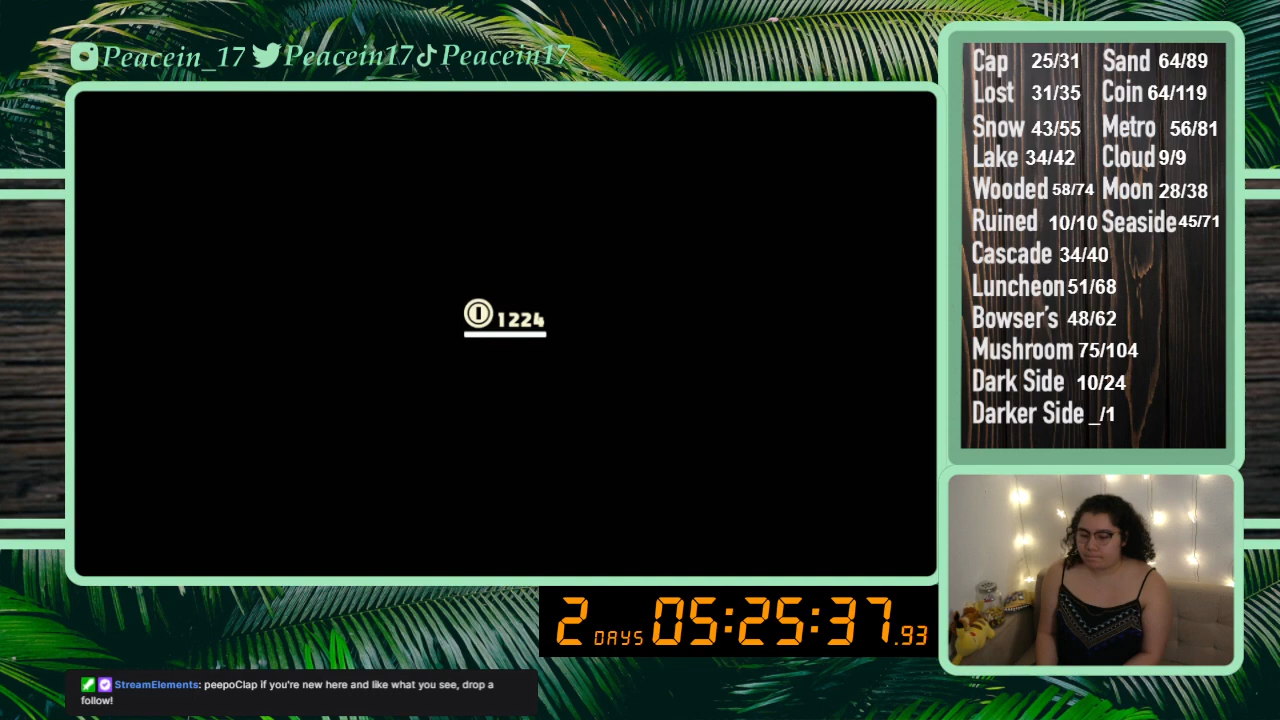 Peacein_17 Peacein17 Peacein17
Cap 25/31 Sand 64/89
Lost 31/35 Coin 64/119
Snow 43/55 Metro 56/81
Lake 34/42 Cloud 9/9
Wooded 58/74 Moon 28/38
Ruined 10/10 Seaside 45/71
Cascade 34/40
Luncheon 51/68
Bowser's 48/62
Mushroom 75/104
Dark Side 10/24
Darker Side _/1
1224
2 DAYS 05:25:37.93
StreamElements: peepoClap if you're new here and like what you see, drop a
follow!